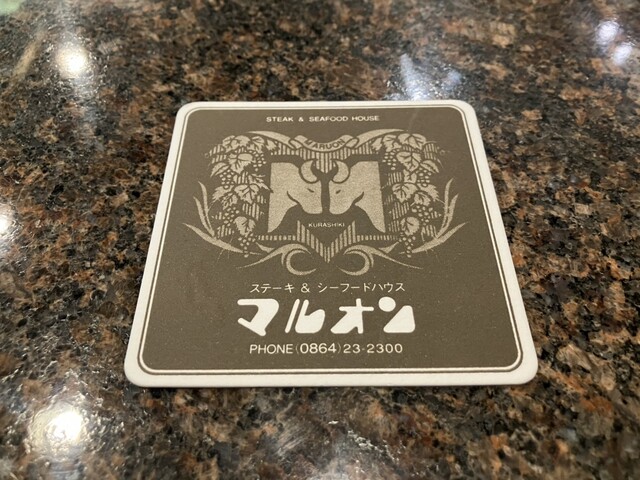 STEAK & SEAFOOD HOUSE
MARUON
KURASHIKI
ステーキ & シーフードハウス
マルオン
PHONE (0864) 23-2300